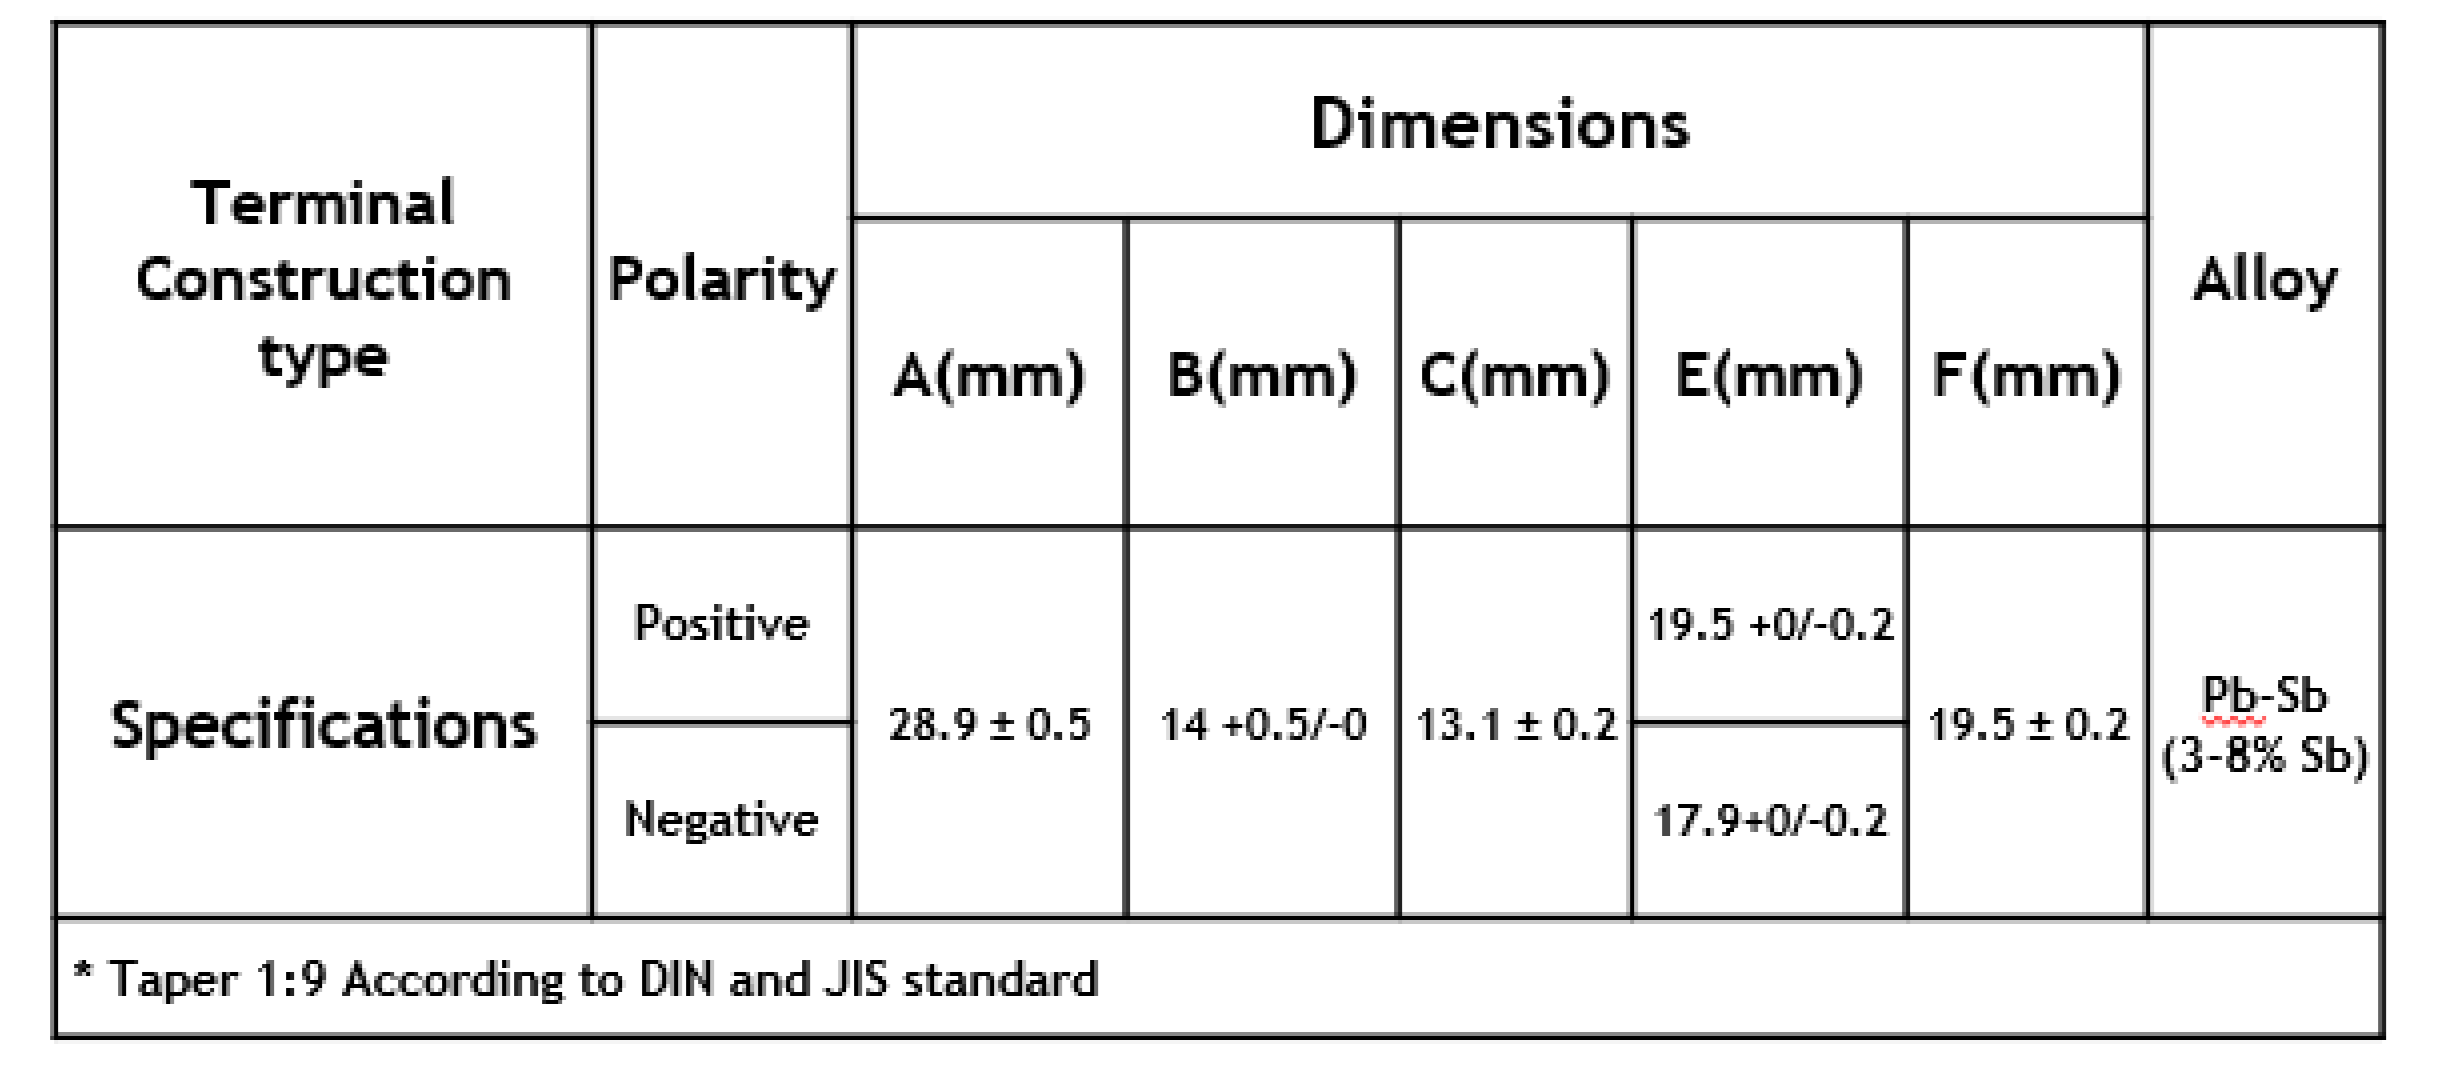 Terminal
Construction
type
Polarity
Dimensions
Alloy
A(mm)
B(mm)
C(mm)
E(mm)
F(mm)
Specifications
Positive
Negative
28.9 ± 0.5
14 +0.5/-0
13.1 ± 0.2
19.5 +0/-0.2
17.9+0/-0.2
19.5 ± 0.2
Pb-Sb
(3-8% Sb)
* Taper 1:9 According to DIN and JIS standard